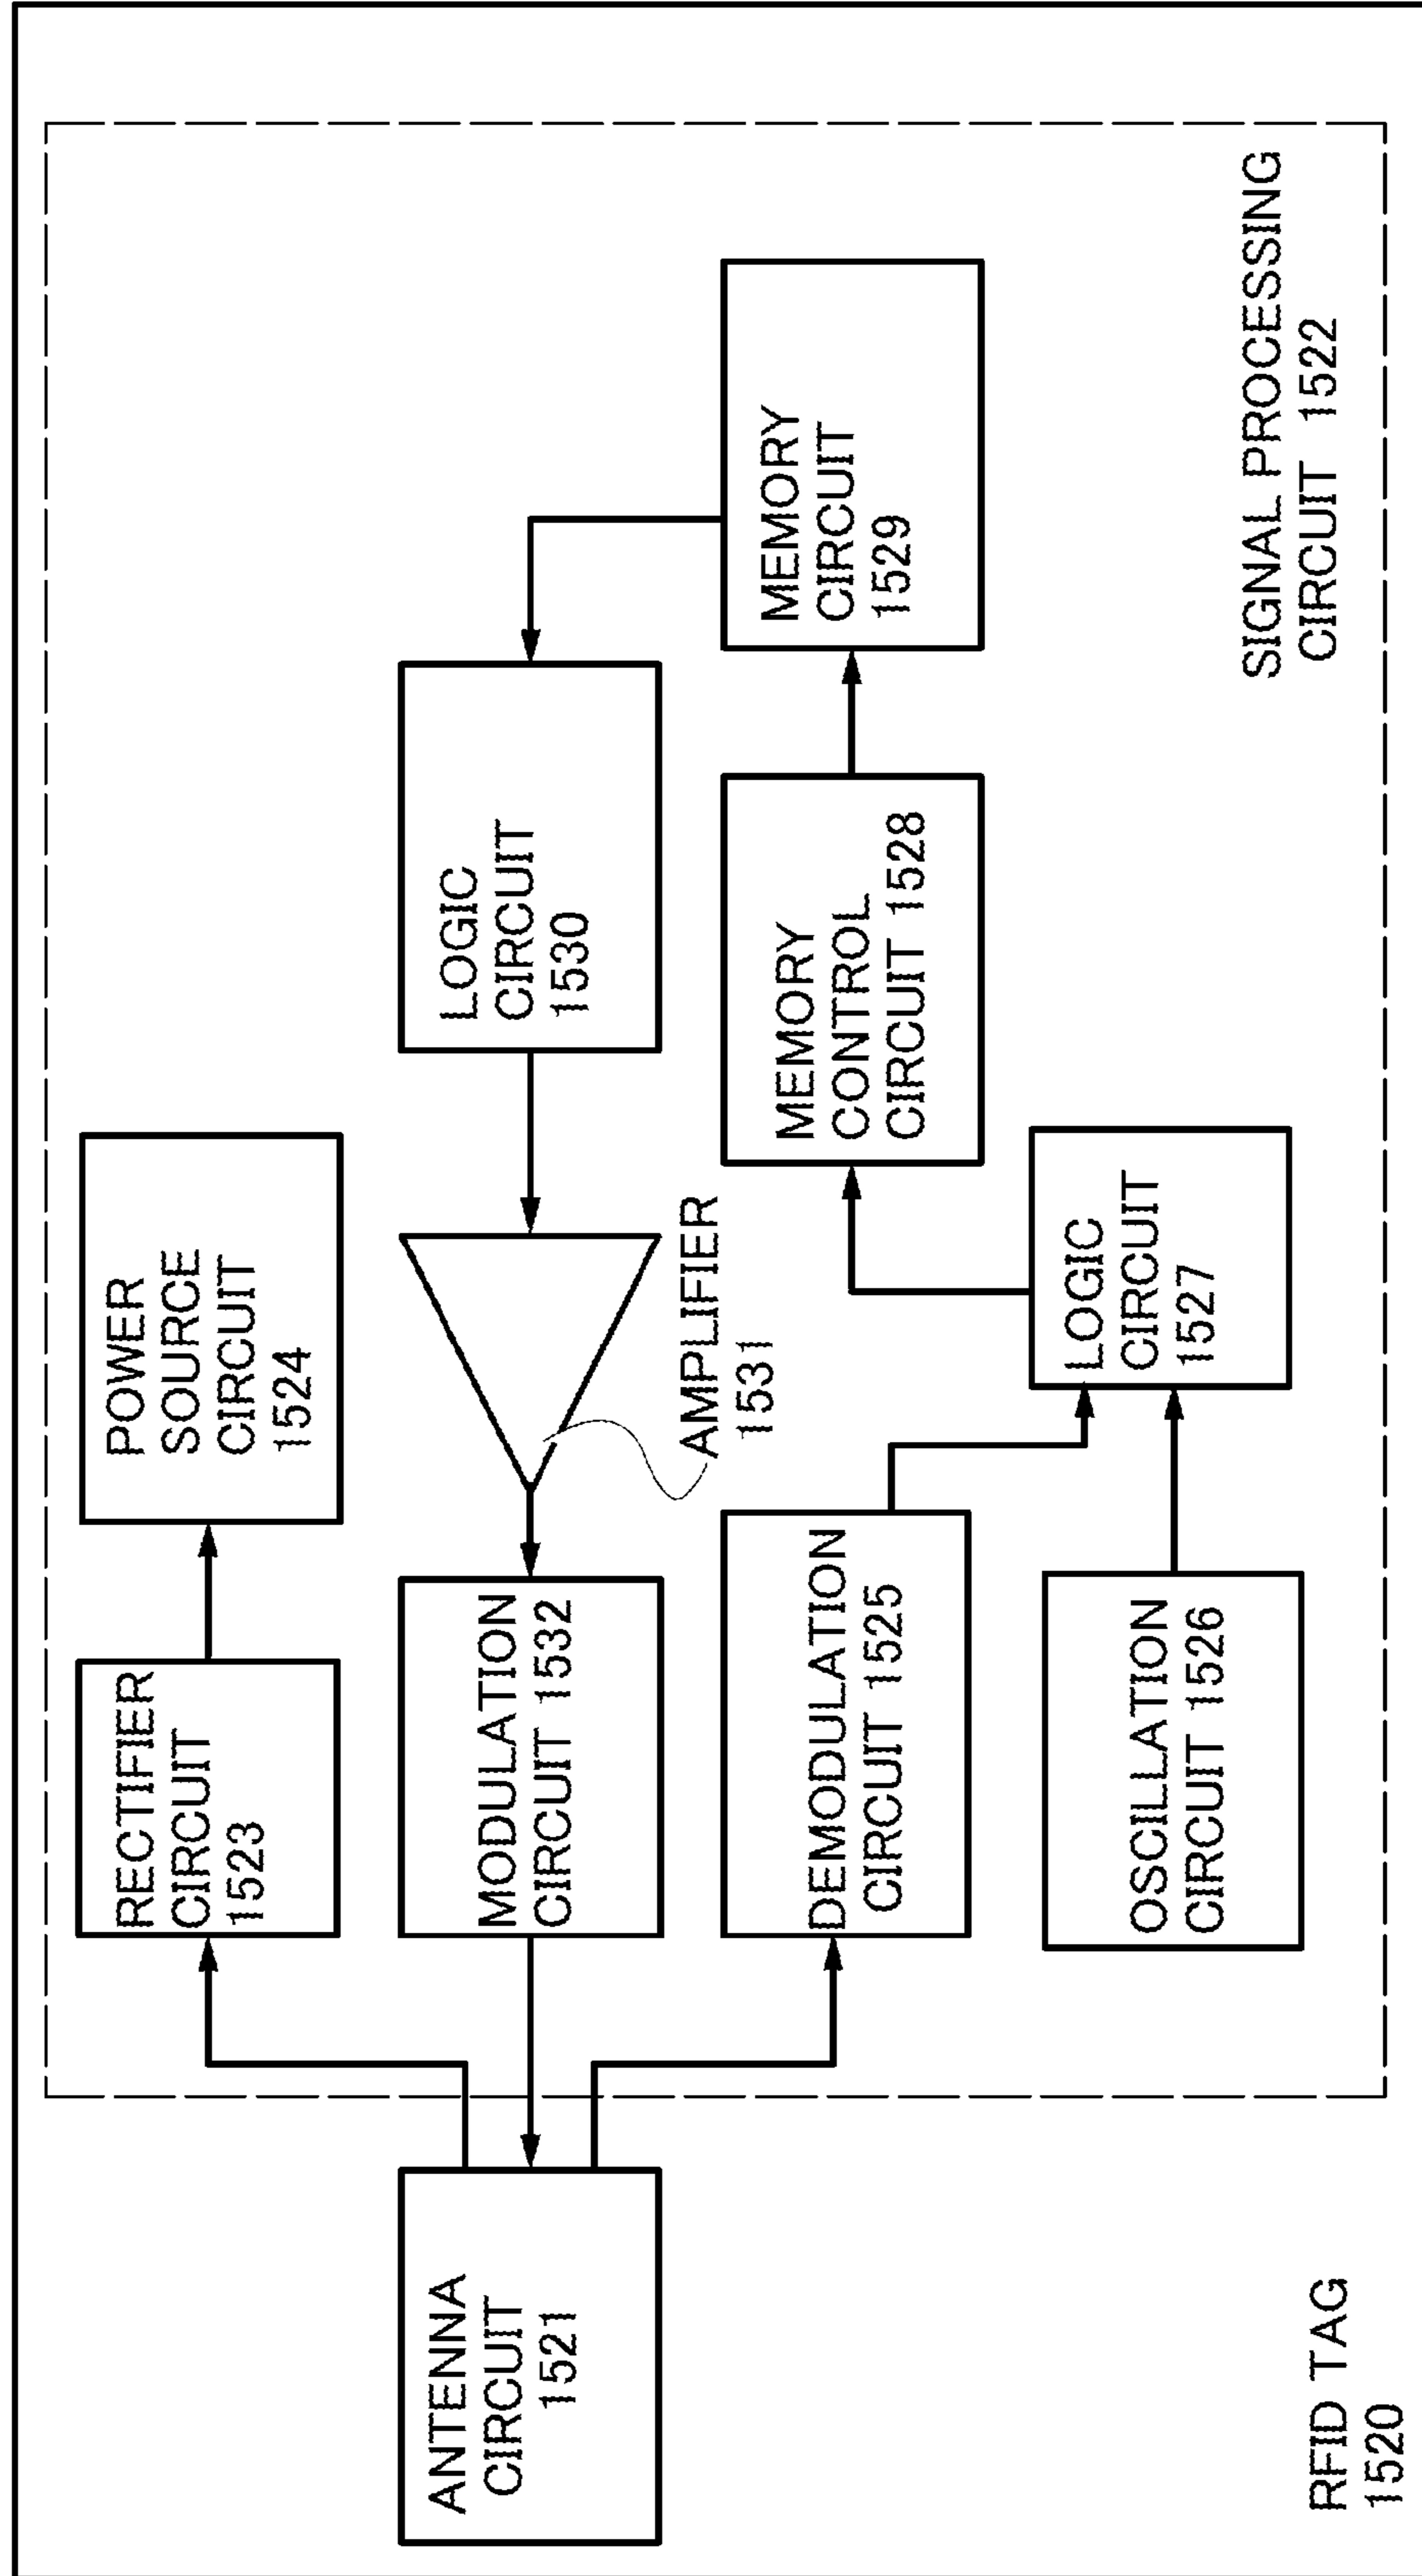 RECTIFIER
CIRCUIT
1523
POWER
SOURCE
CIRCUIT
1524
ANTENNA
CIRCUIT
1521
MODULATION
CIRCUIT 1532
AMPLIFIER
1531
LOGIC
CIRCUIT
1530
DEMODULATION
CIRCUIT 1525
MEMORY
CONTROL
CIRCUIT 1528
MEMORY
CIRCUIT
1529
OSCILLATION
CIRCUIT 1526
LOGIC
CIRCUIT
1527
SIGNAL PROCESSING
CIRCUIT 1522
RFID TAG
1520